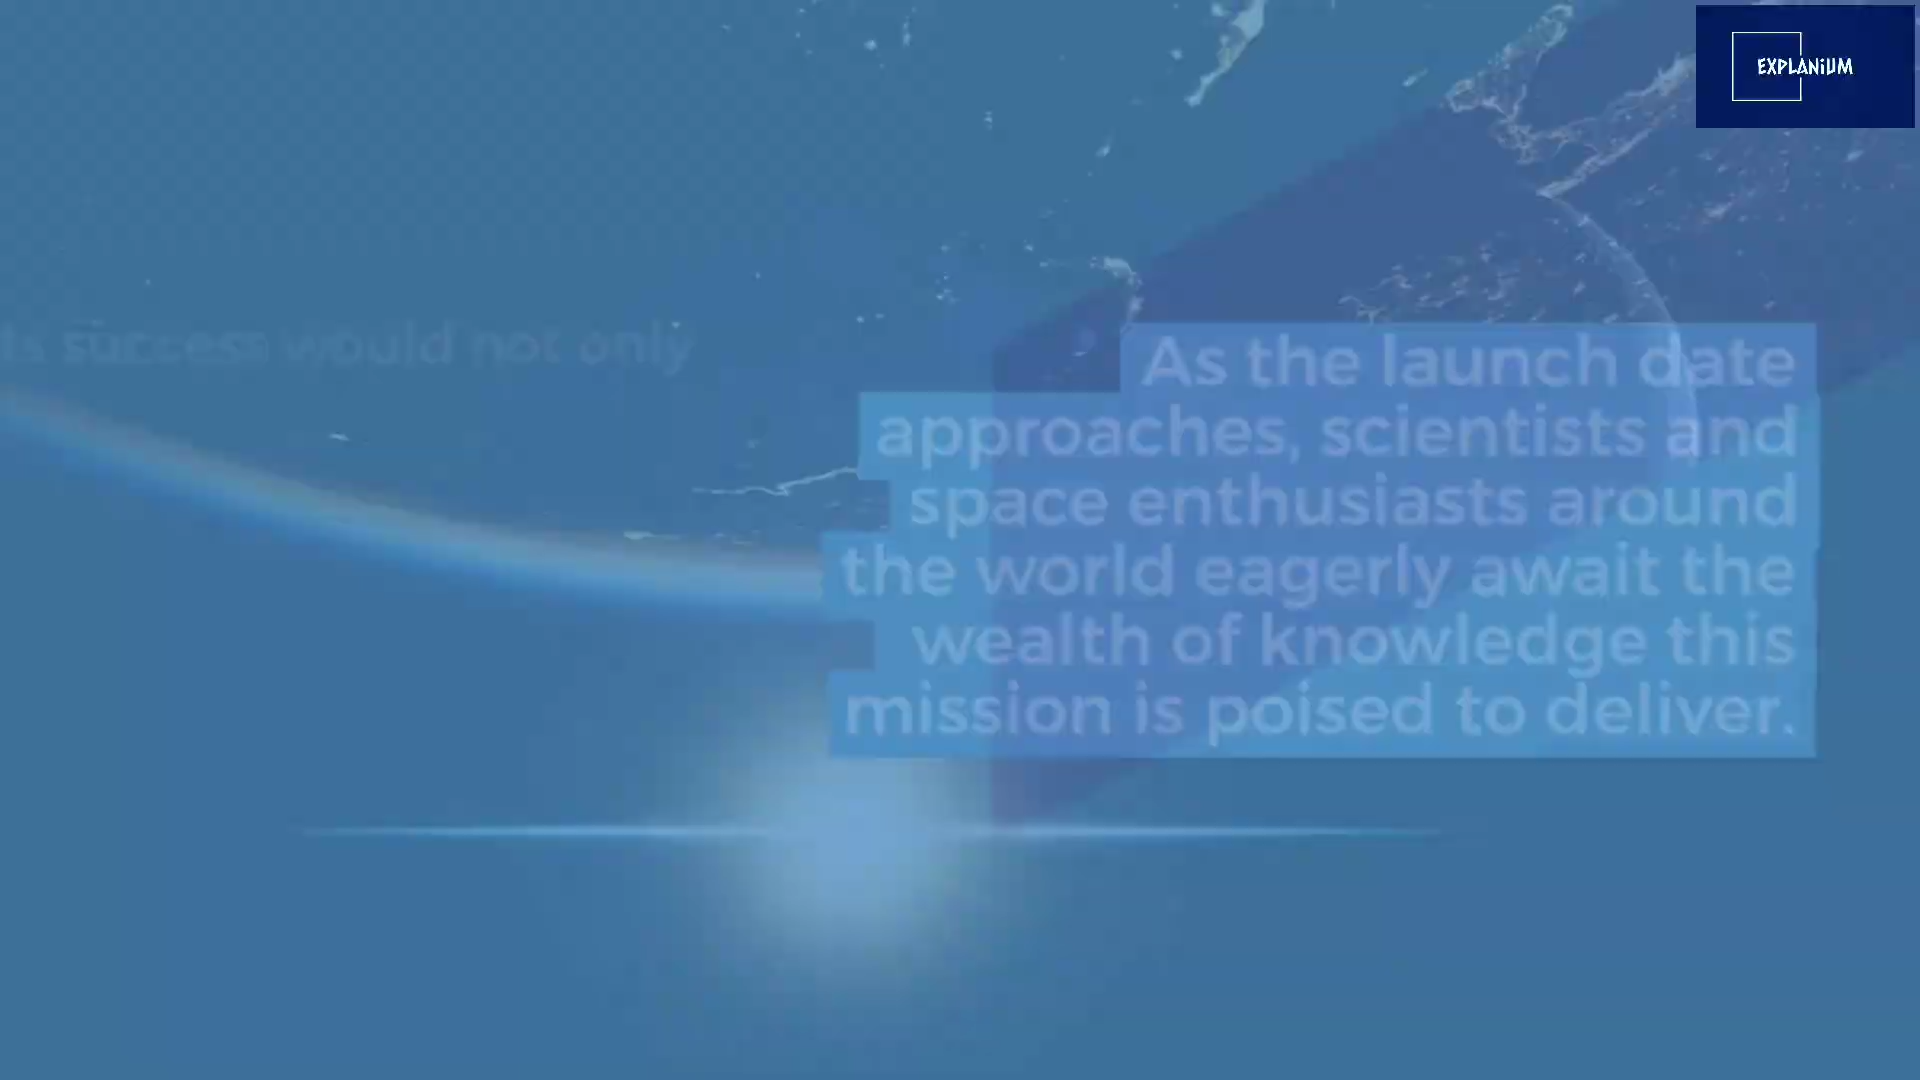 EXPLANiUM
ts success would not only
As the launch date
approaches, scientists and
space enthusiasts around
the world eagerly await the
wealth of knowledge this
mission is poised to deliver.